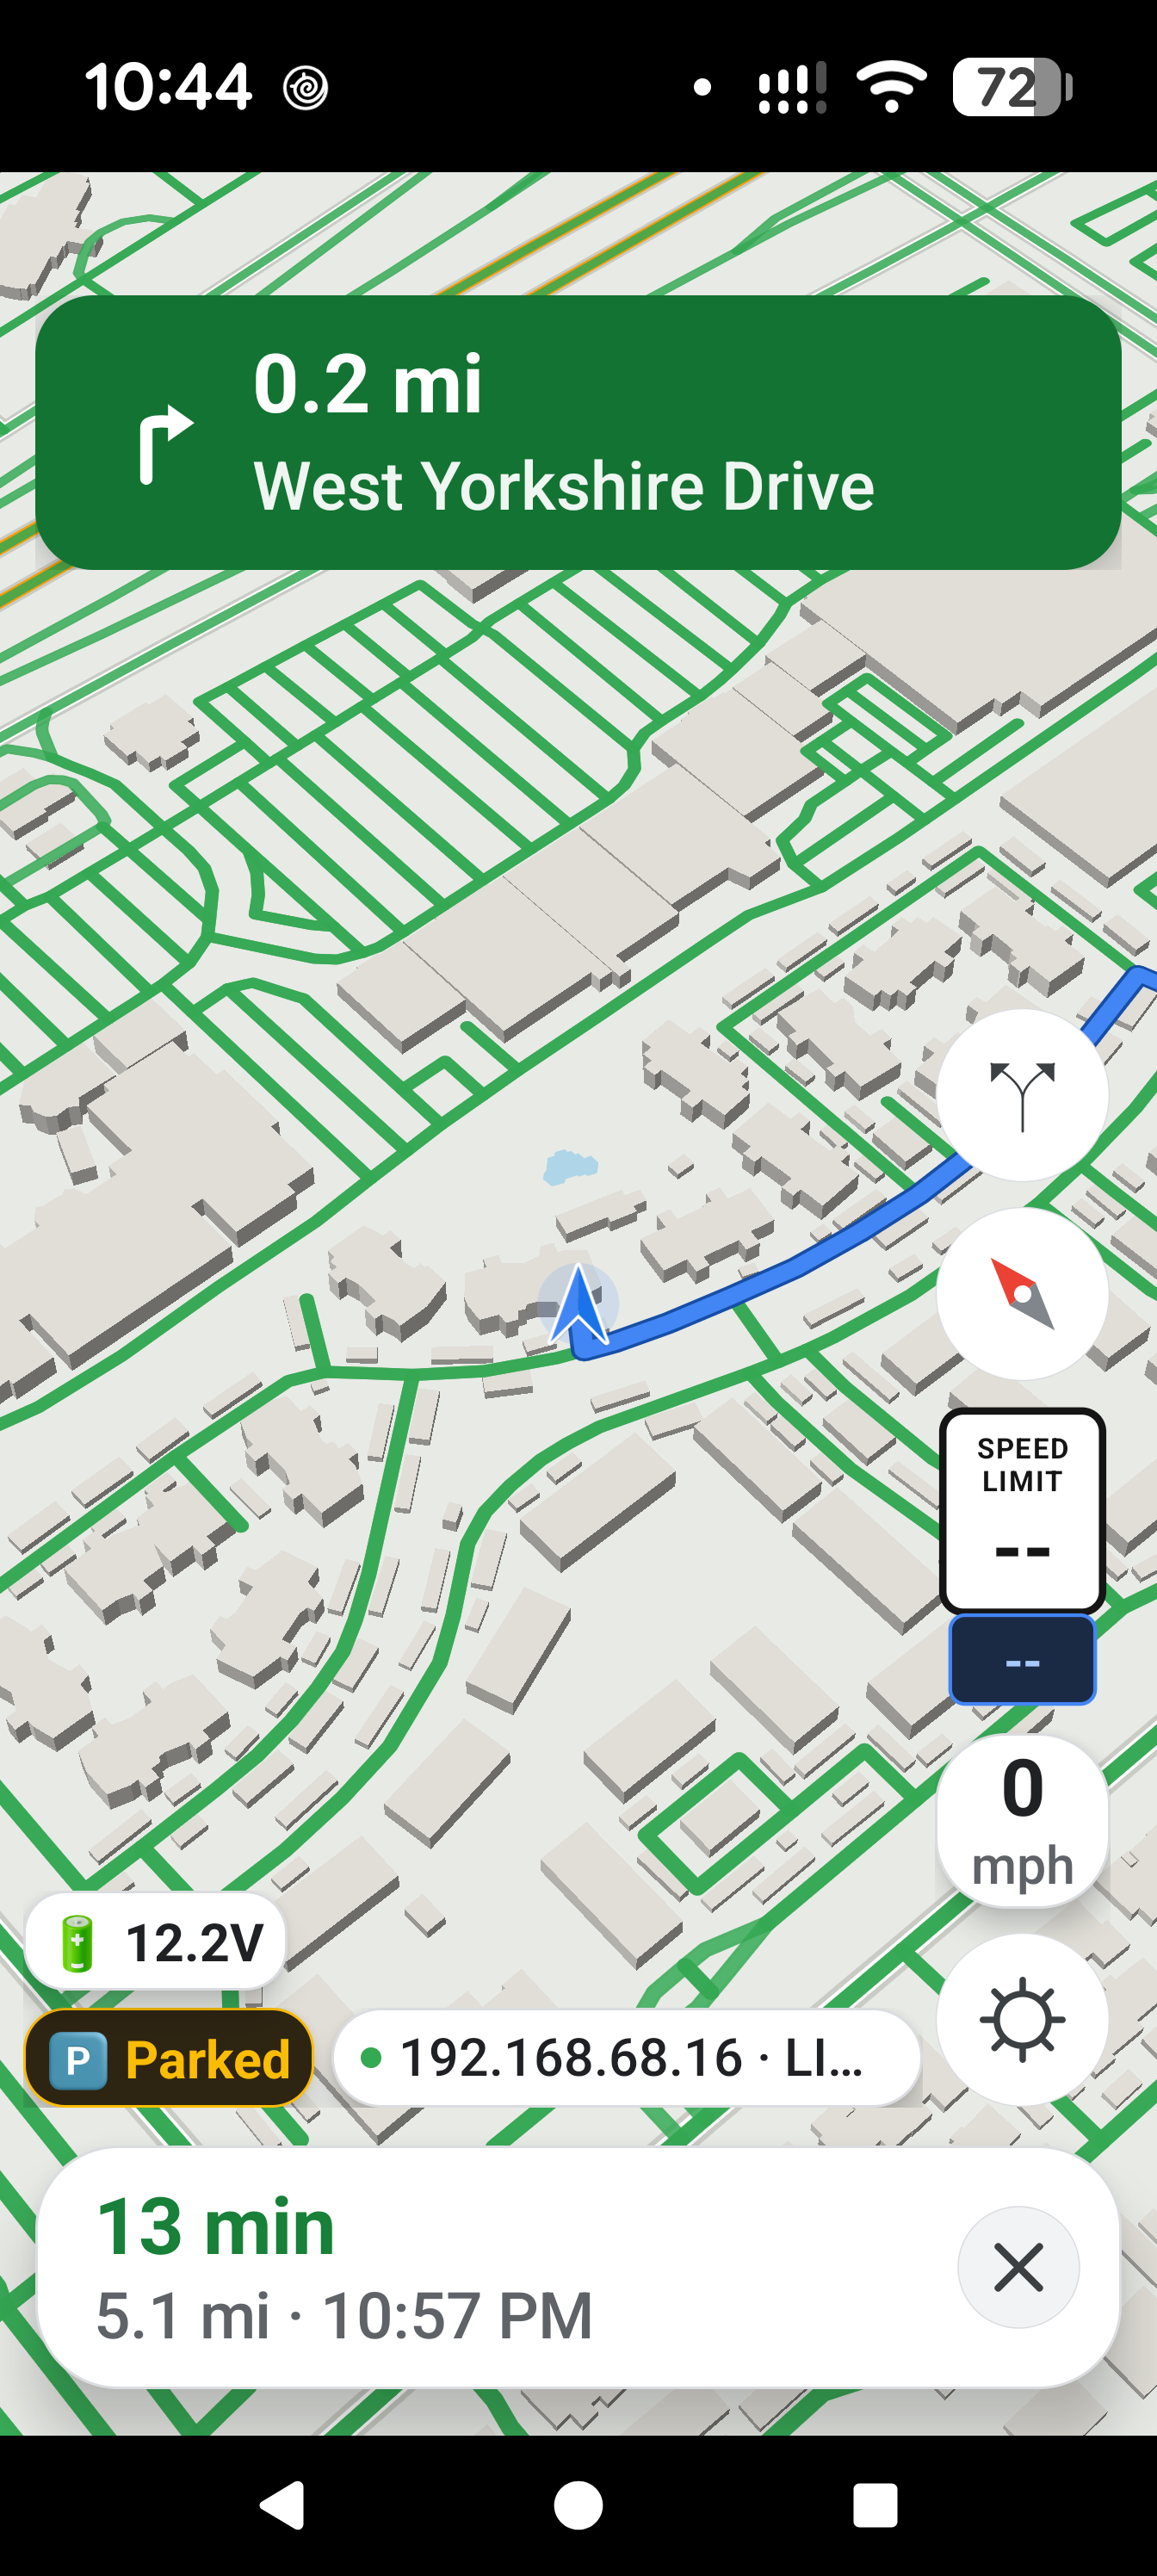 10:44
72
0.2 mi
West Yorkshire Drive
SPEED
LIMIT
--
--
0
mph
12.2V
P Parked
192.168.68.16 · LI...
13 min
5.1 mi · 10:57 PM